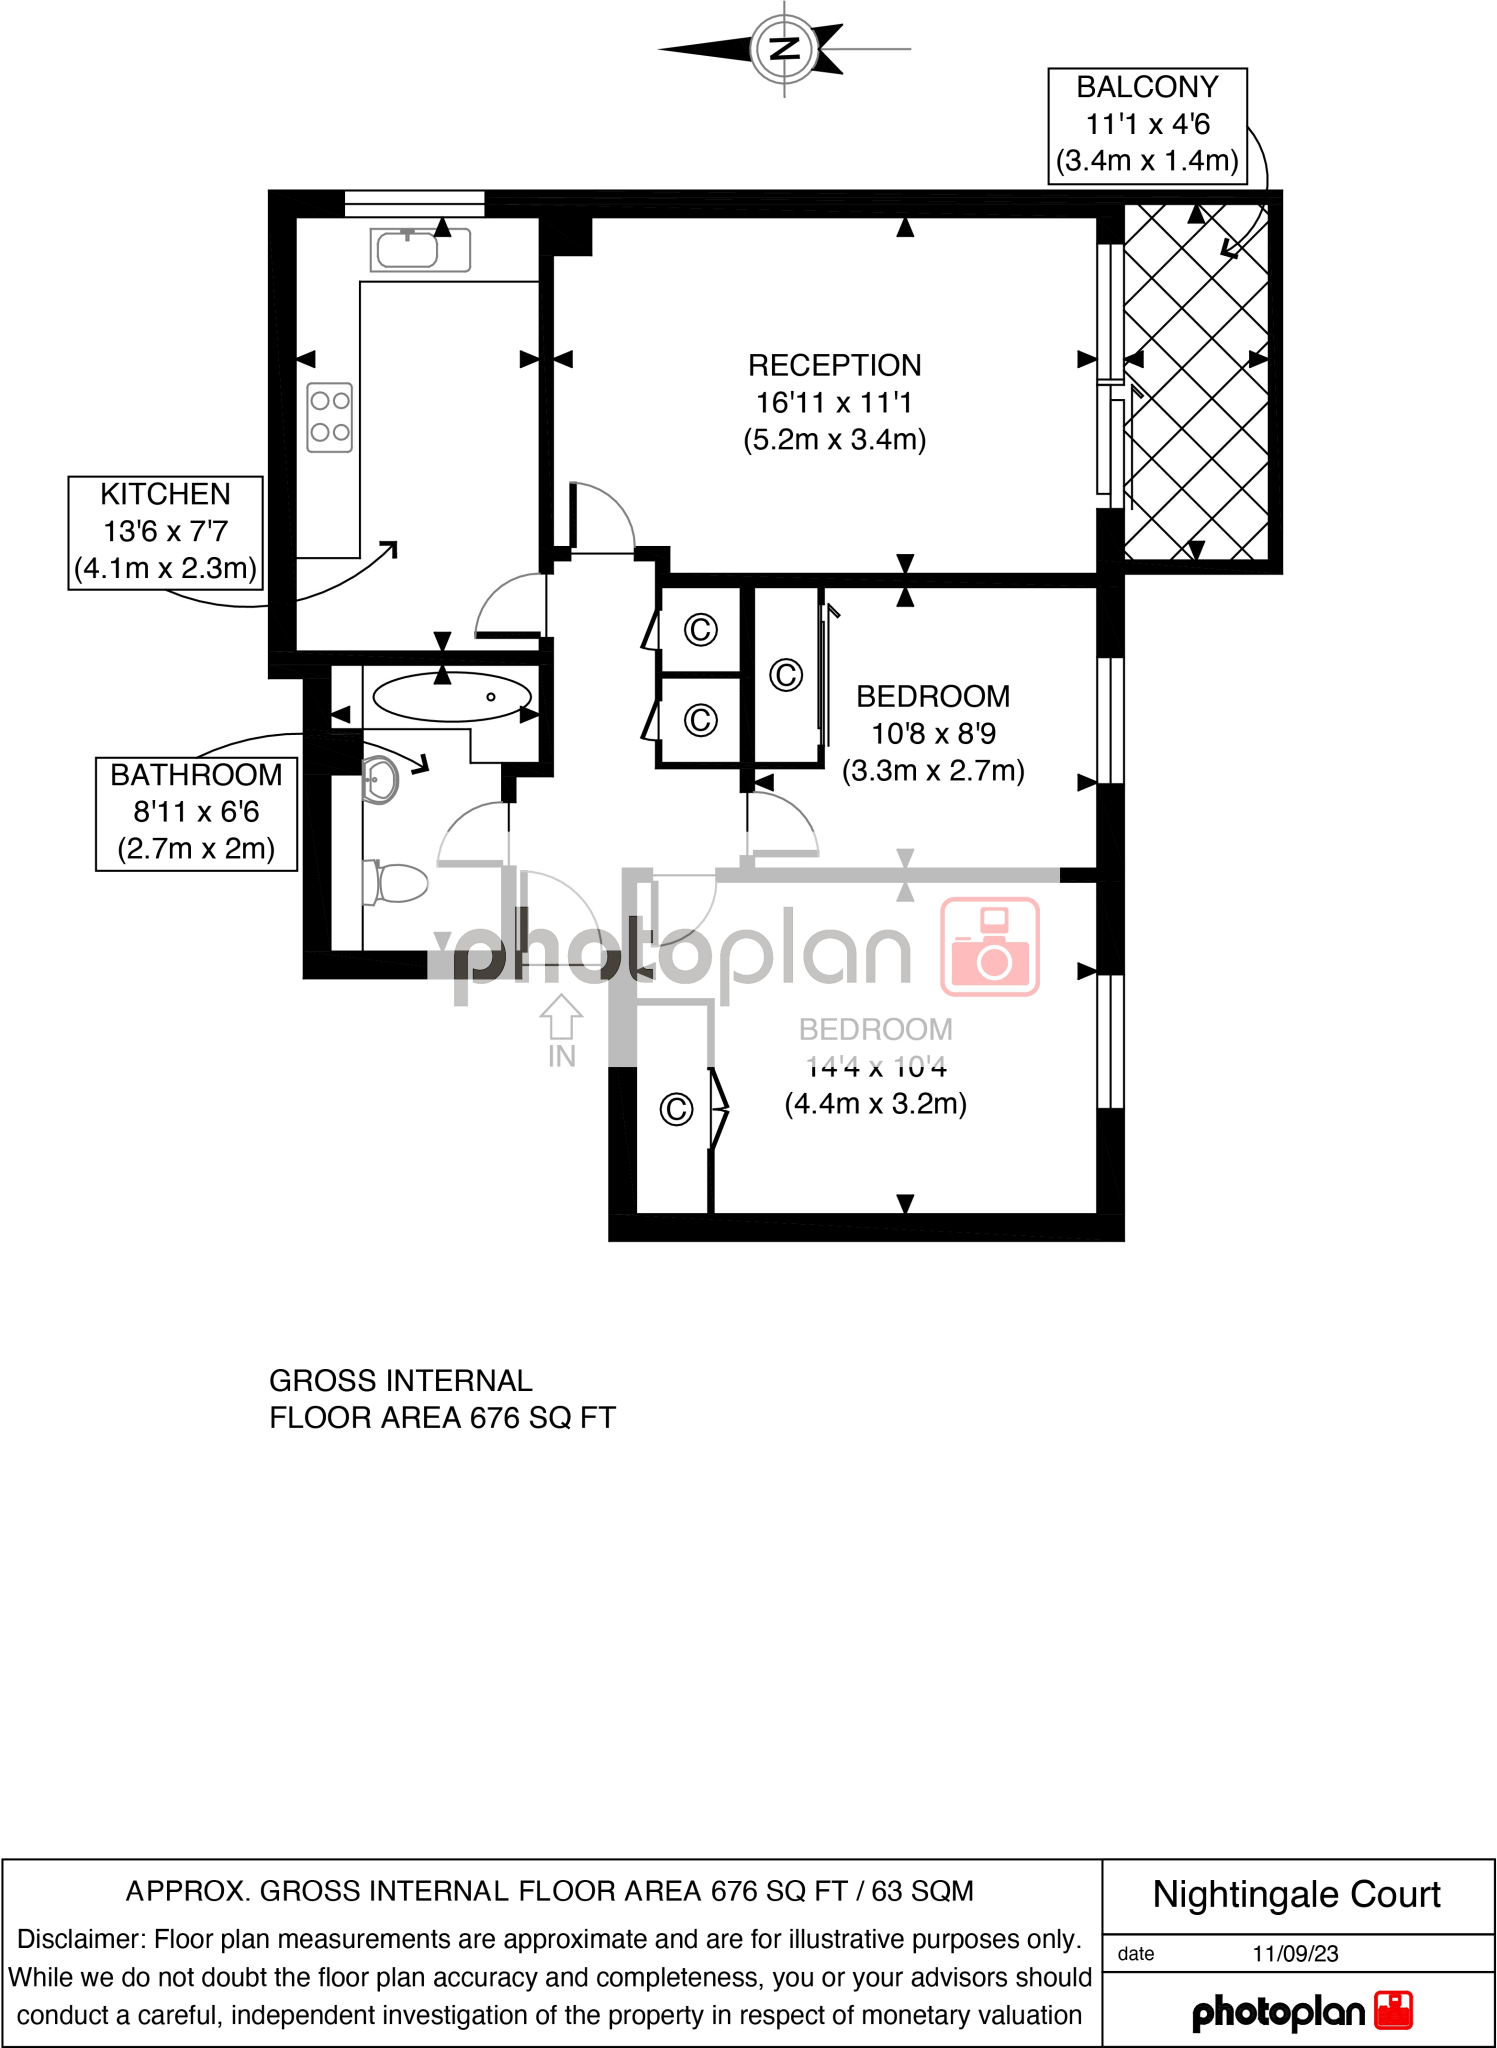 N
BALCONY
11'1 x 4'6
(3.4m x 1.4m)
RECEPTION
16'11 x 11'1
(5.2m x 3.4m)
KITCHEN
13'6 x 7'7
(4.1m x 2.3m)
C
C
C
BEDROOM
10'8 x 8'9
(3.3m x 2.7m)
BATHROOM
8'11 x 6'6
(2.7m x 2m)
photoplan
IN
BEDROOM
14'4 x 10'4
(4.4m x 3.2m)
C
GROSS INTERNAL
FLOOR AREA 676 SQ FT
APPROX. GROSS INTERNAL FLOOR AREA 676 SQ FT / 63 SQM
Disclaimer: Floor plan measurements are approximate and are for illustrative purposes only.
While we do not doubt the floor plan accuracy and completeness, you or your advisors should
conduct a careful, independent investigation of the property in respect of monetary valuation
Nightingale Court
date 11/09/23
photoplan